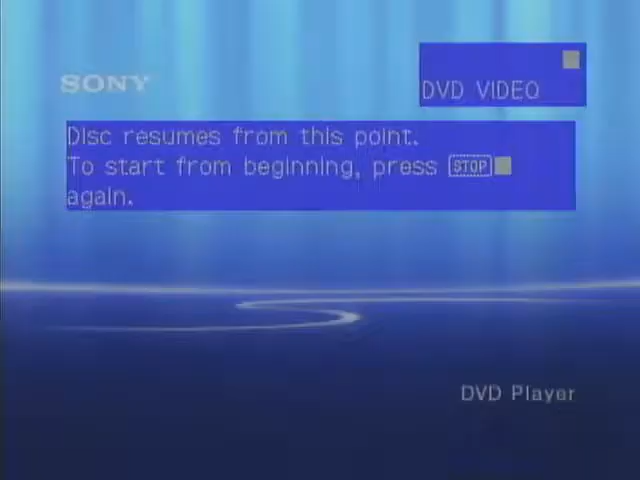 SONY
DVD VIDEO
Disc resumes from this point.
To start from beginning, press STOP
again.
DVD Player